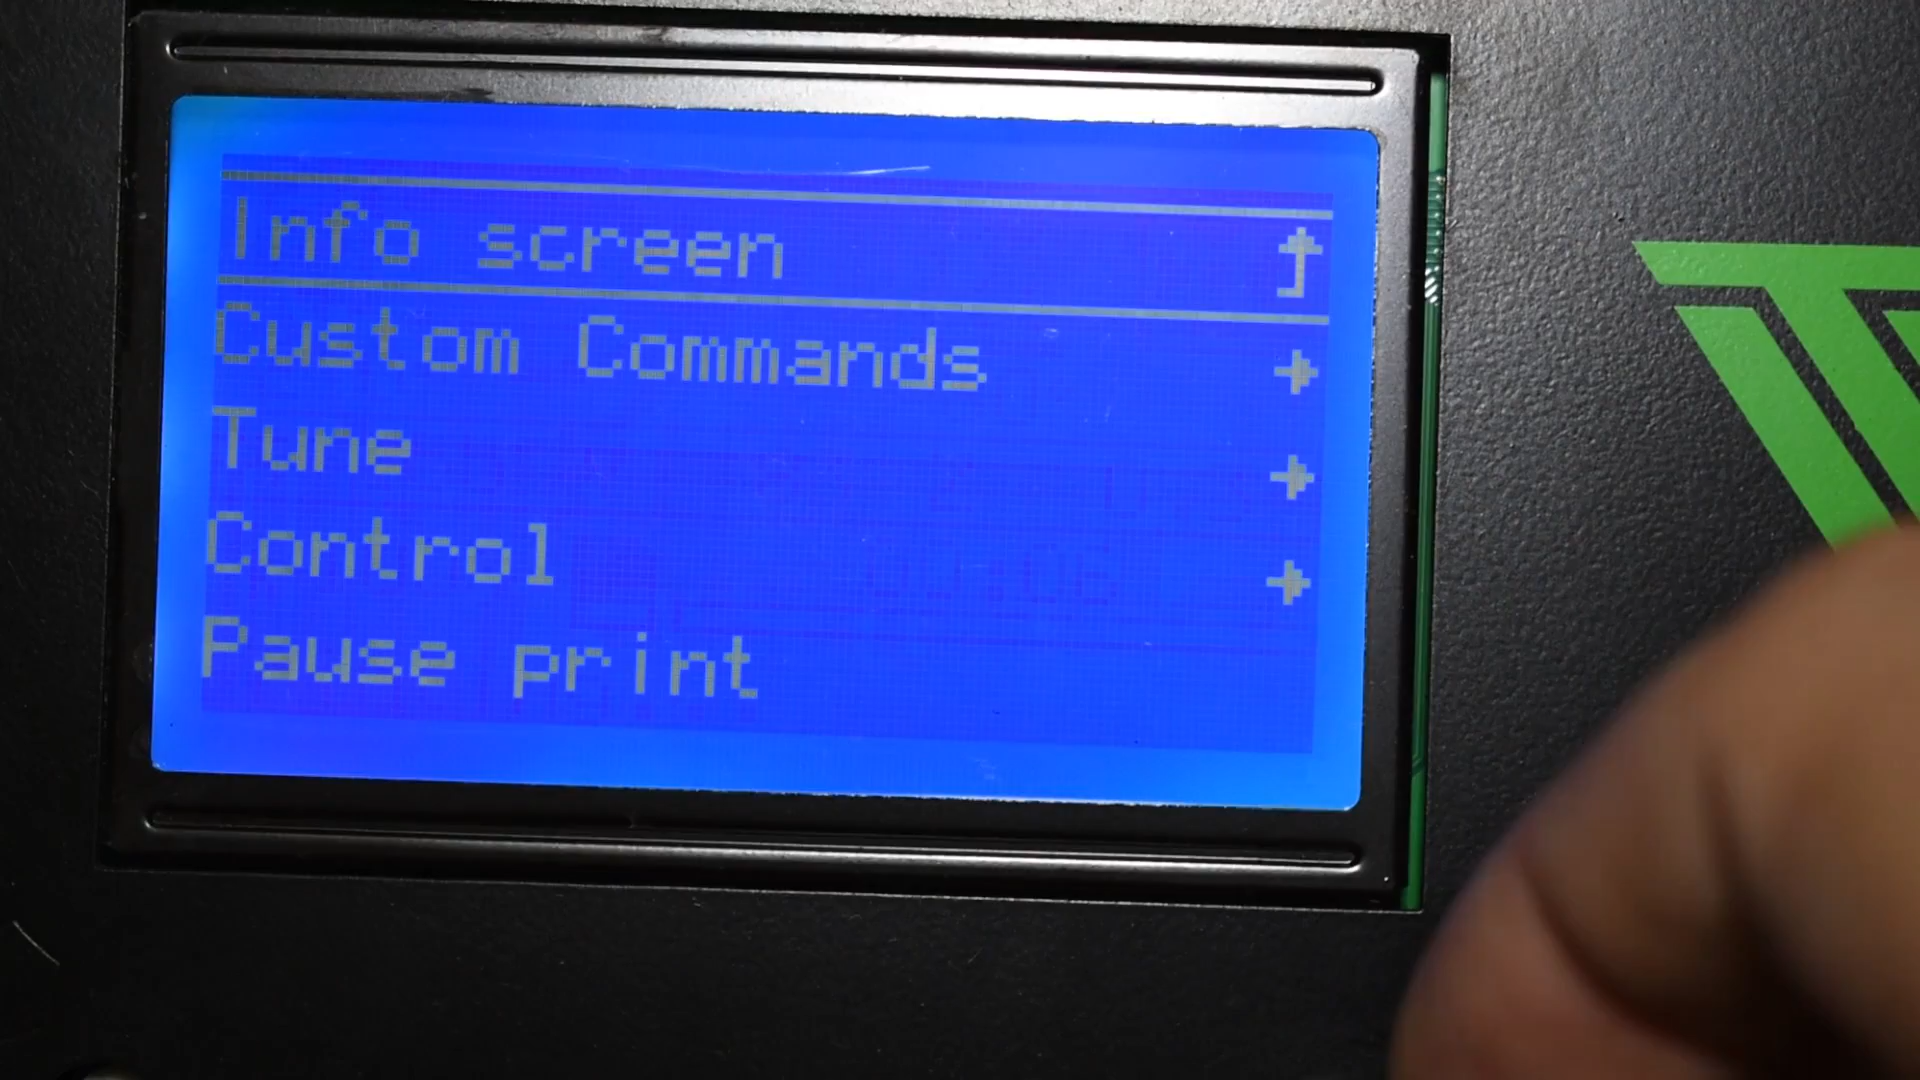 Info screen
Custom Commands
Tune
Control
Pause print